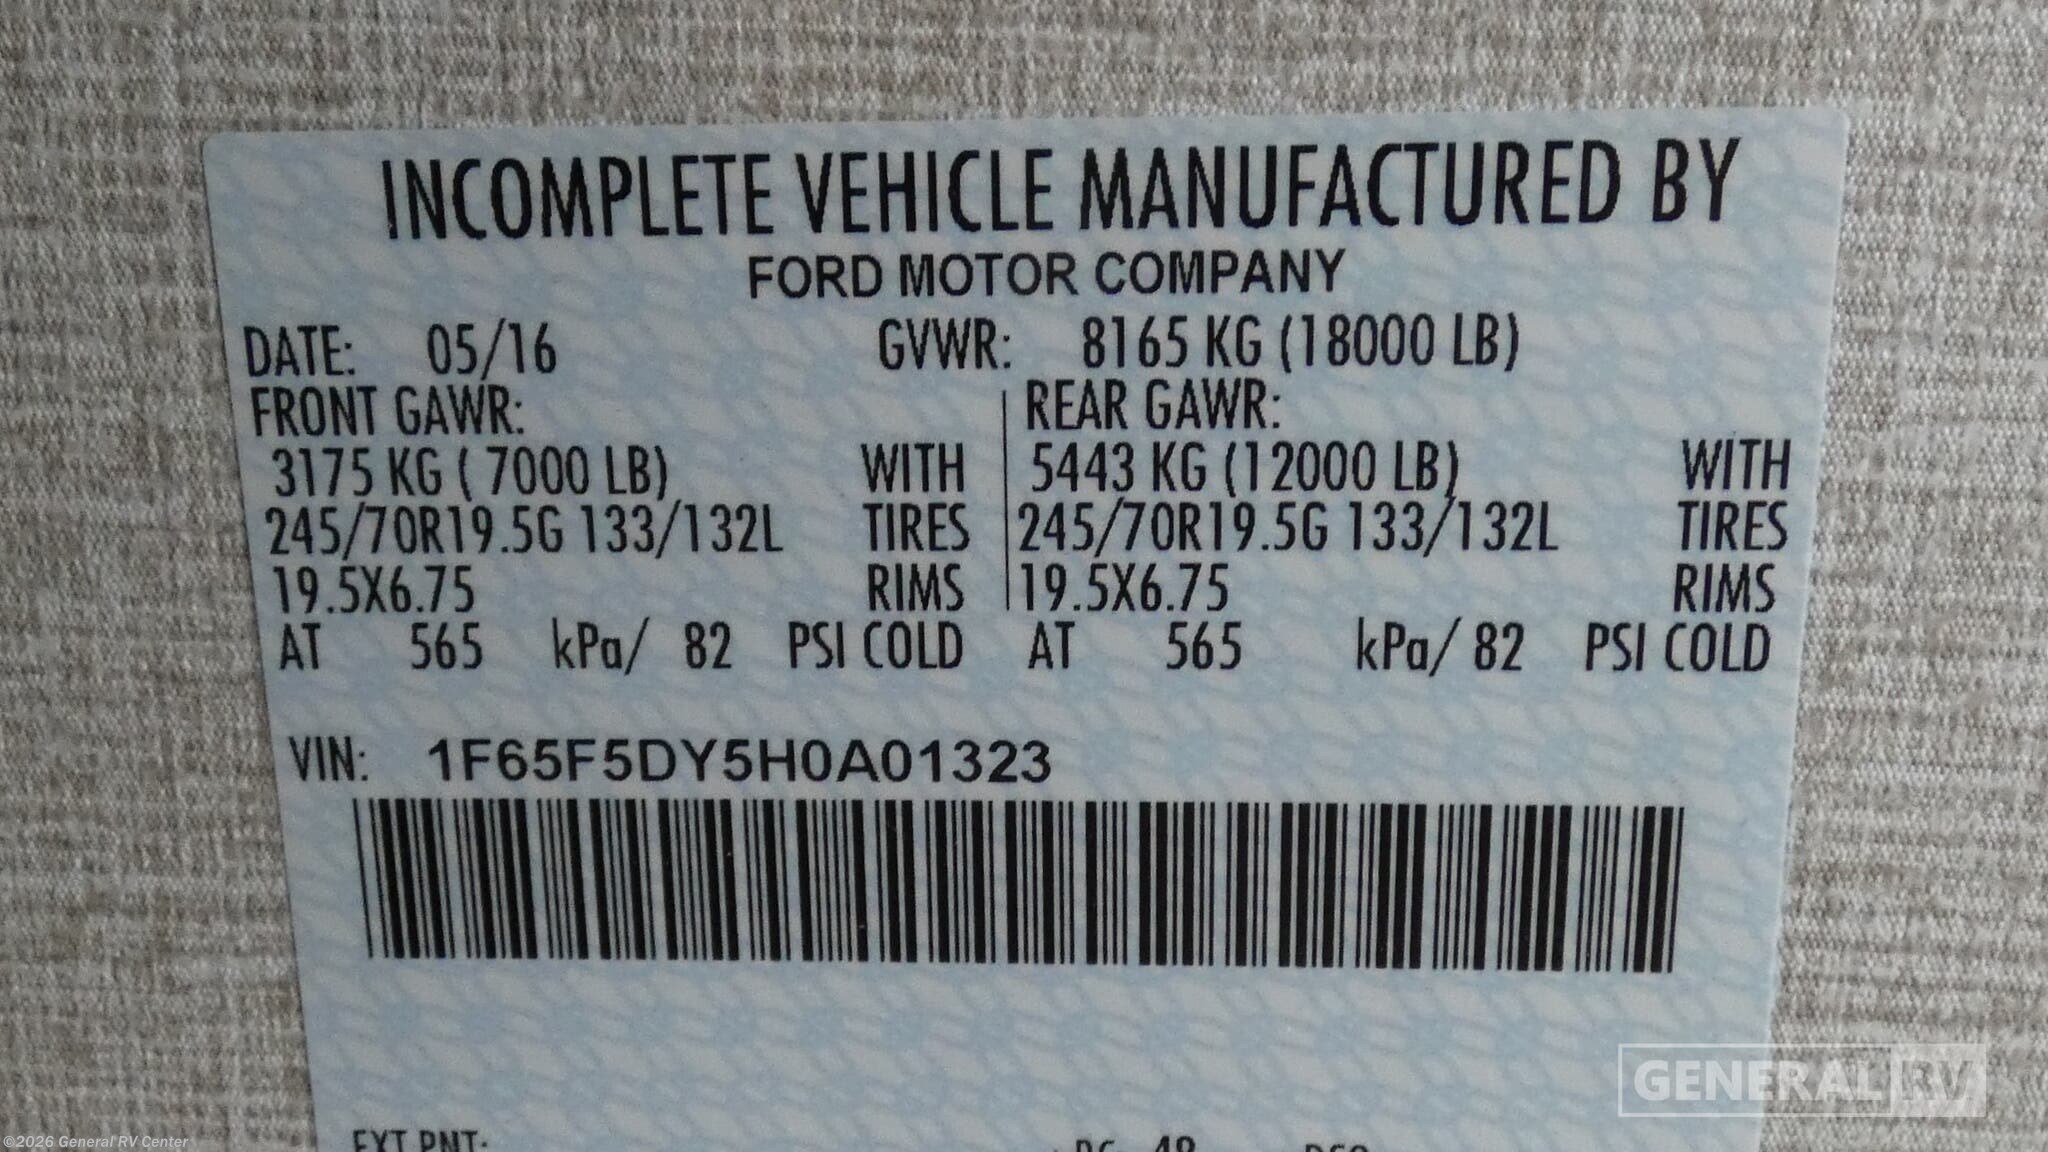 INCOMPLETE VEHICLE MANUFACTURED BY
FORD MOTOR COMPANY
DATE: 05/16 GVWR: 8165 KG (18000 LB)
FRONT GAWR: REAR GAWR:
3175 KG ( 7000 LB) WITH 5443 KG (12000 LB) WITH
245/70R19.5G 133/132L TIRES 245/70R19.5G 133/132L TIRES
19.5X6.75 RIMS 19.5X6.75 RIMS
AT 565 kPa/ 82 PSI COLD AT 565 kPa/ 82 PSI COLD
VIN: 1F65F5DY5H0A01323
GENERAL RV
EXT PNT:
©2026 General RV Center